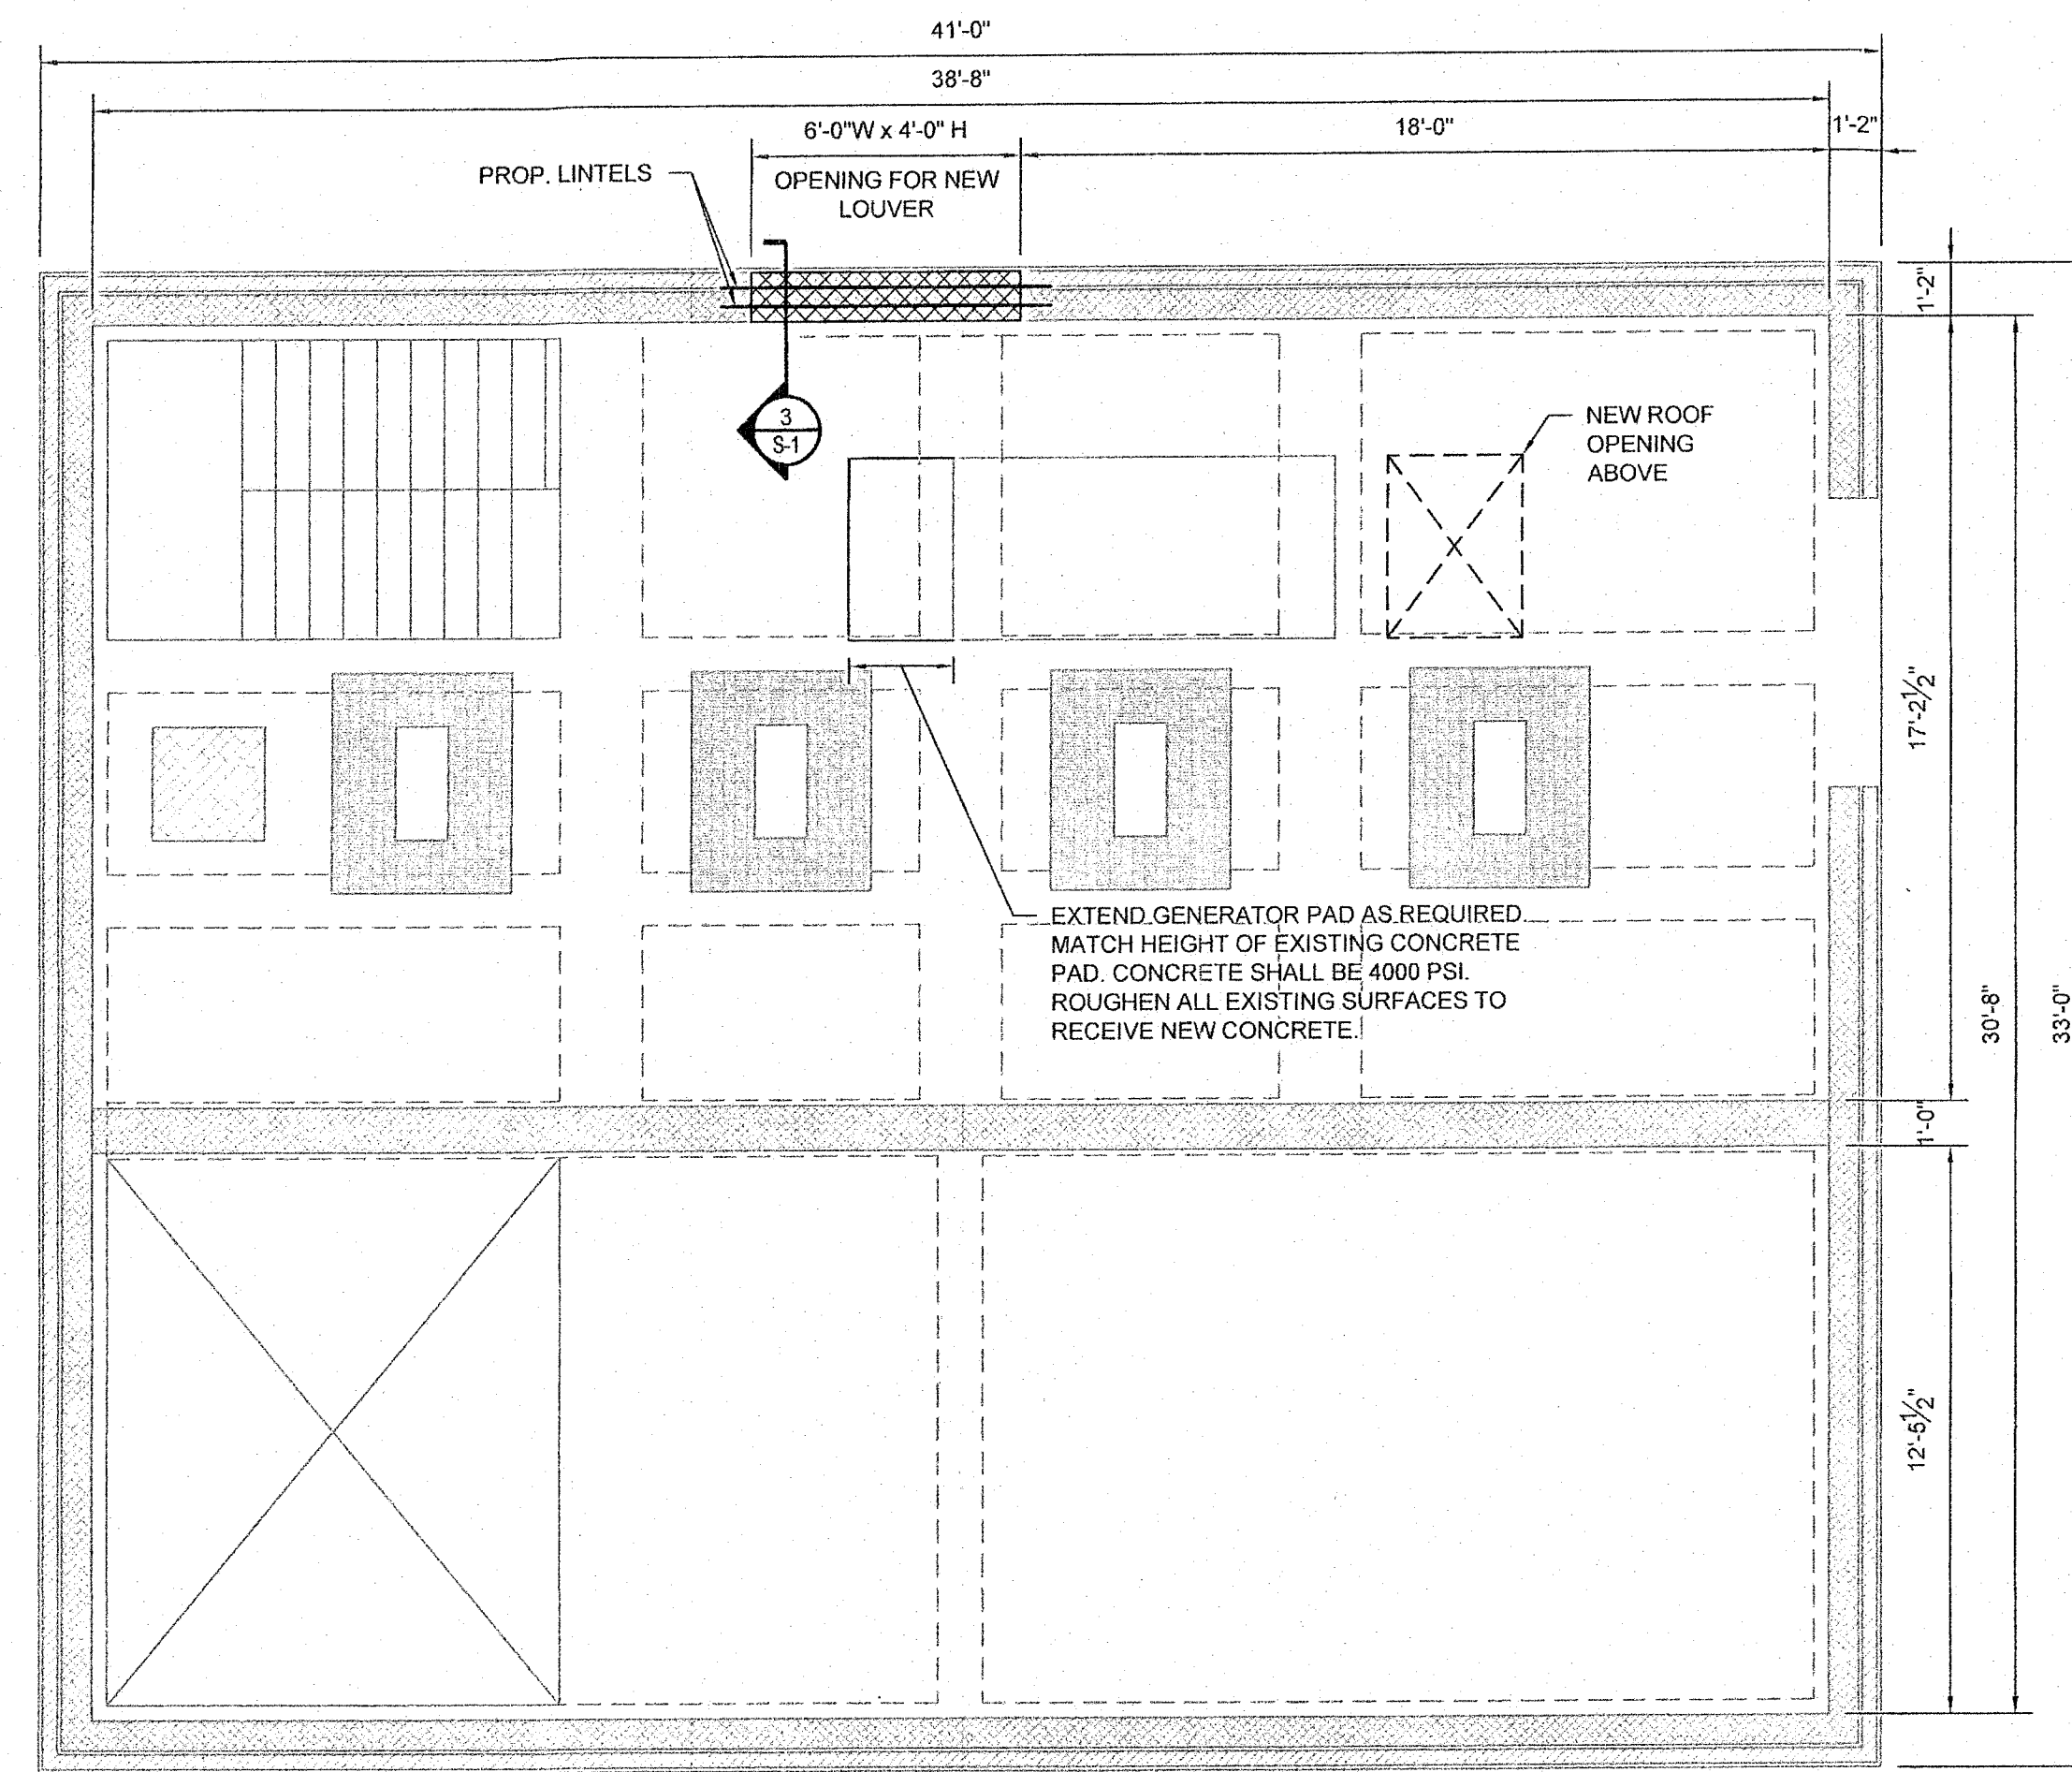 41'-0"
38'-8"
6'-0"W x 4'-0" H
18'-0"
1'-2"
PROP. LINTELS
OPENING FOR NEW
LOUVER
1'-2"
3
S-1
NEW ROOF
OPENING
ABOVE
X
17'-2½"
EXTEND GENERATOR PAD AS REQUIRED.
MATCH HEIGHT OF EXISTING CONCRETE
PAD. CONCRETE SHALL BE 4000 PSI.
ROUGHEN ALL EXISTING SURFACES TO
RECEIVE NEW CONCRETE.
30'-8"
33'-0"
1'-0"
12'-5½"